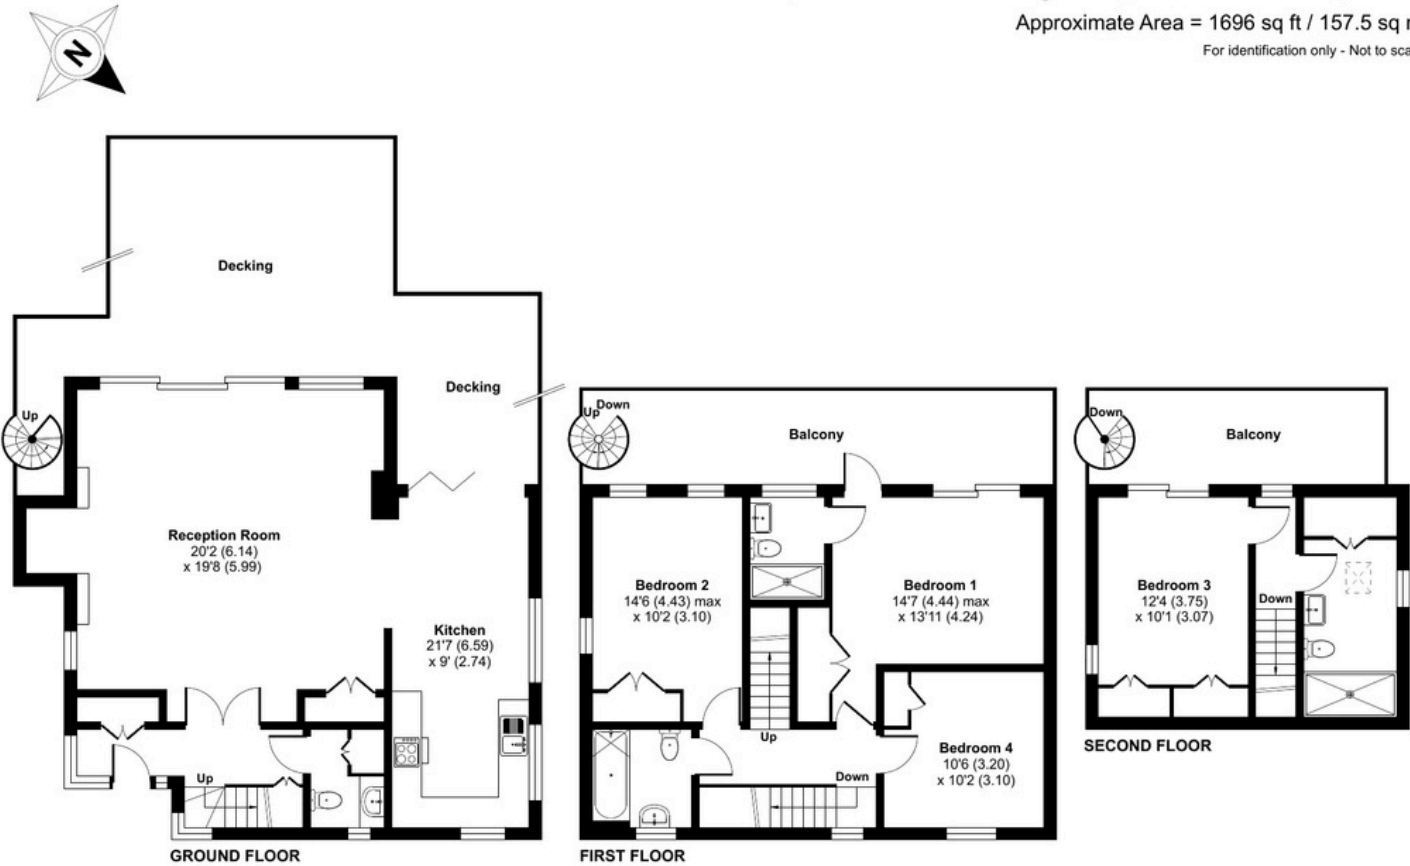 Approximate Area = 1696 sq ft / 157.5 sq
For identification only - Not to
N
Decking
Decking
Up
Reception Room
20'2 (6.14)
x 19'8 (5.99)
Kitchen
21'7 (6.59)
x 9' (2.74)
Up
GROUND FLOOR
Up
Down
Balcony
Bedroom 2
14'6 (4.43) max
x 10'2 (3.10)
Bedroom 1
14'7 (4.44) max
x 13'11 (4.24)
Up
Down
Bedroom 4
10'6 (3.20)
x 10'2 (3.10)
FIRST FLOOR
Down
Balcony
Bedroom 3
12'4 (3.75)
x 10'1 (3.07)
Down
SECOND FLOOR